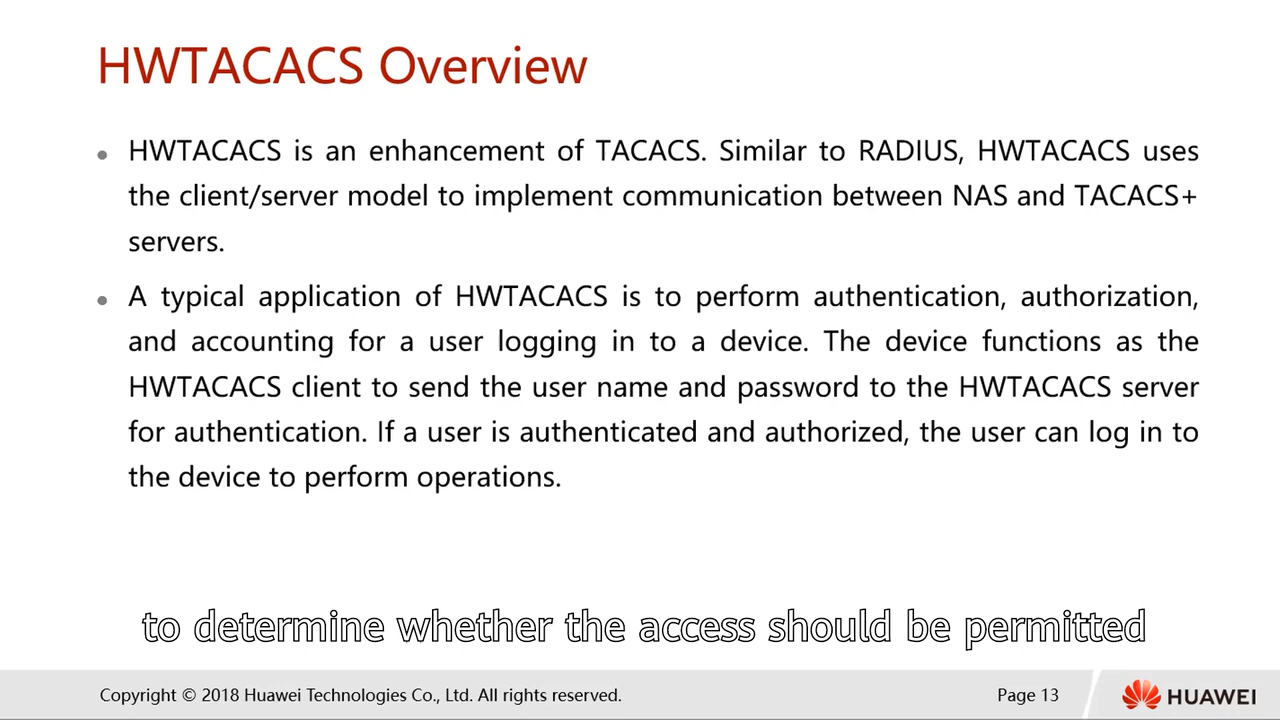 HWTACACS Overview
HWTACACS is an enhancement of TACACS. Similar to RADIUS, HWTACACS uses
the client/server model to implement communication between NAS and TACACS+
servers.
A typical application of HWTACACS is to perform authentication, authorization,
and accounting for a user logging in to a device. The device functions as the
HWTACACS client to send the user name and password to the HWTACACS server
for authentication. If a user is authenticated and authorized, the user can log in to
the device to perform operations.
to determine whether the access should be permitted
Copyright © 2018 Huawei Technologies Co., Ltd. All rights reserved.
Page 13
HUAWEI